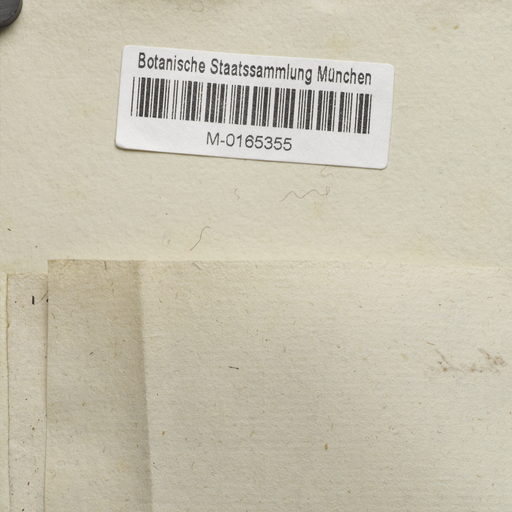 Botanische Staatssammlung München
M-0165355